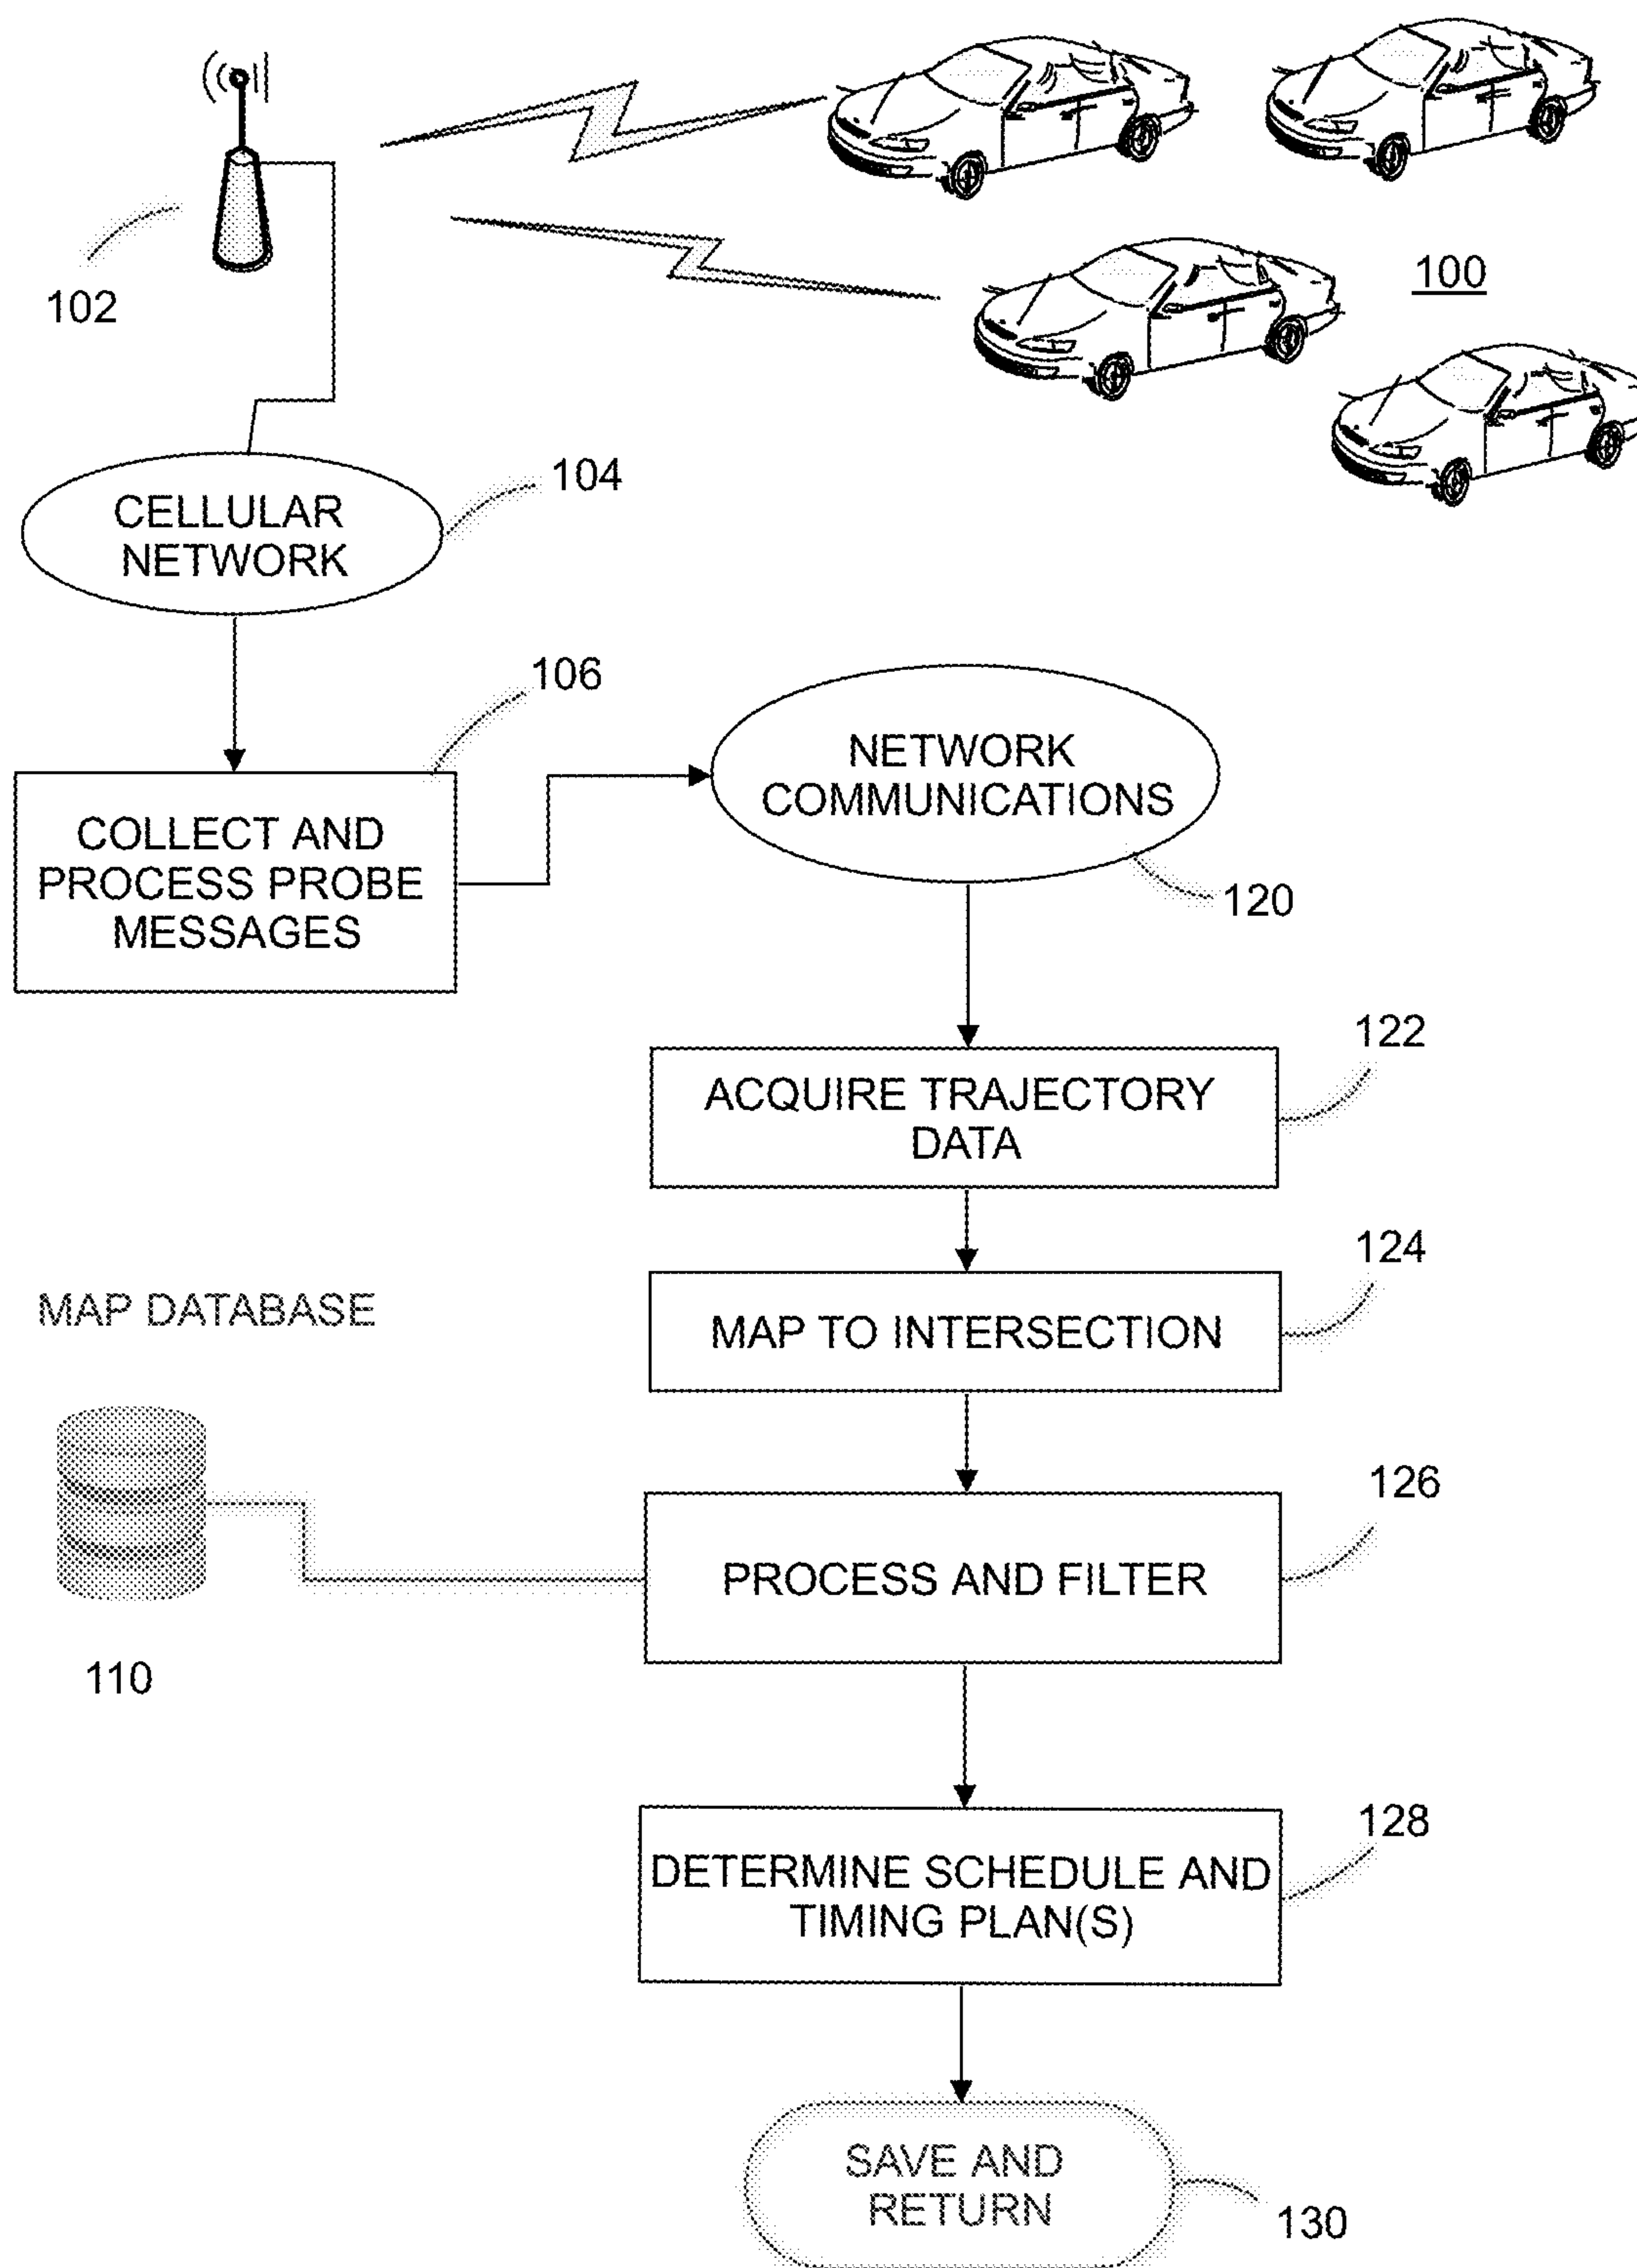 100
102
CELLULAR
NETWORK
104
106
COLLECT AND
PROCESS PROBE
MESSAGES
NETWORK
COMMUNICATIONS
120
122
ACQUIRE TRAJECTORY
DATA
124
MAP TO INTERSECTION
MAP DATABASE
110
126
PROCESS AND FILTER
128
DETERMINE SCHEDULE AND
TIMING PLAN(S)
SAVE AND
RETURN
130